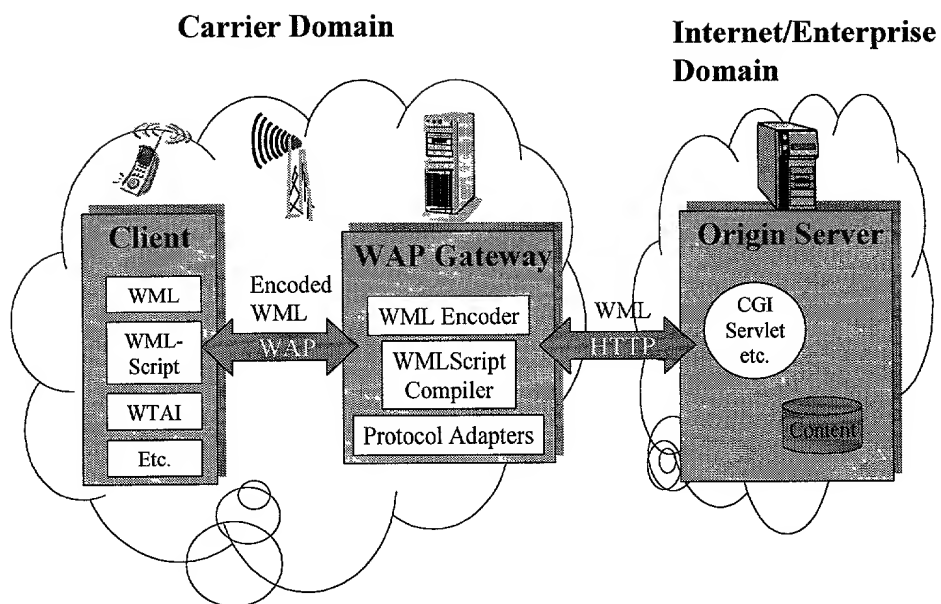 Carrier Domain
Internet/Enterprise
Domain
Client
WML
WML-
Script
WTAI
Etc.
Encoded
WML
WAP
WAP Gateway
WML Encoder
WMLScript
Compiler
Protocol Adapters
WML
HTTP
Origin Server
CGI
Servlet
etc.
Content